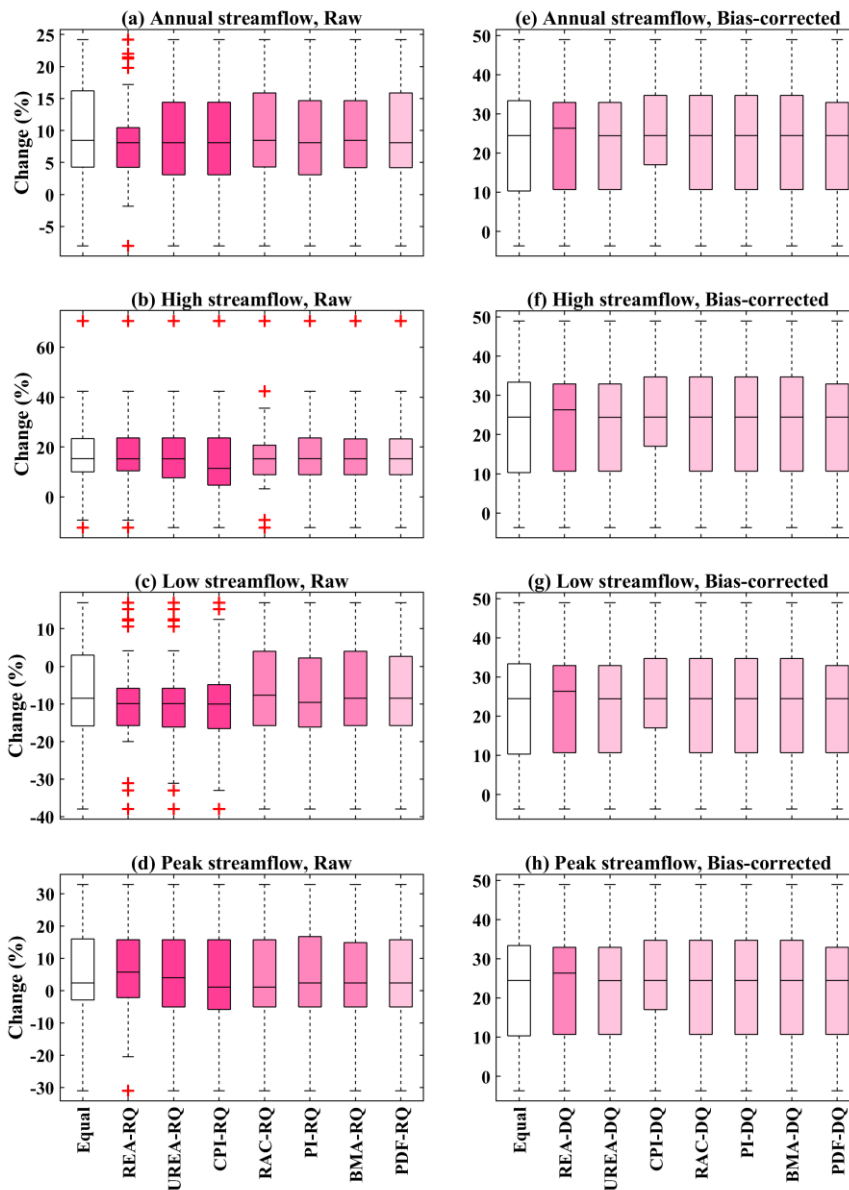 (a) Annual streamflow, Raw
Change (%)
25
20
15
10
5
0
-5
(e) Annual streamflow, Bias-corrected
50
40
30
20
10
0
(b) High streamflow, Raw
Change (%)
60
40
20
0
(f) High streamflow, Bias-corrected
50
40
30
20
10
0
(c) Low streamflow, Raw
Change (%)
10
0
-10
-20
-30
-40
(g) Low streamflow, Bias-corrected
50
40
30
20
10
0
(d) Peak streamflow, Raw
Change (%)
30
20
10
0
-10
-20
-30
Equal
REA-RQ
UREA-RQ
CPI-RQ
RAC-RQ
PI-RQ
BMA-RQ
PDF-RQ
(h) Peak streamflow, Bias-corrected
50
40
30
20
10
0
Equal
REA-DQ
UREA-DQ
CPI-DQ
RAC-DQ
PI-DQ
BMA-DQ
PDF-DQ